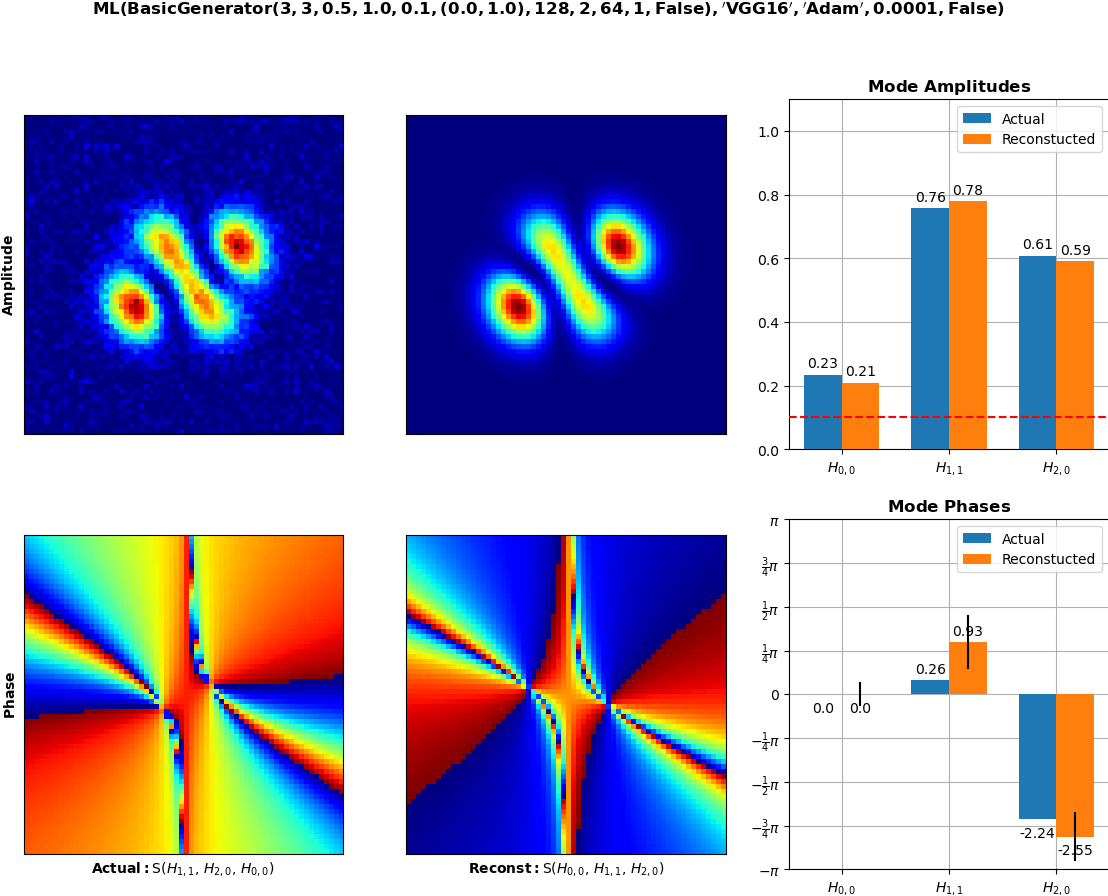 ML(BasicGenerator(3, 3, 0.5, 1.0, 0.1, (0.0, 1.0), 128, 2, 64, 1, False), ′VGG16′, ′Adam′, 0.0001, False)
Amplitude
Mode Amplitudes
Actual
Reconstucted
1.0
0.8
0.6
0.4
0.2
0.0
0.23
0.21
0.76
0.78
0.61
0.59
H0,0
H1,1
H2,0
Phase
Actual: S(H1,1, H2,0, H0,0)
Reconst: S(H0,0, H1,1, H2,0)
Mode Phases
Actual
Reconstucted
π
3/4π
1/2π
1/4π
0
−1/4π
−1/2π
−3/4π
−π
0.0
0.0
0.26
0.93
-2.24
-2.55
H0,0
H1,1
H2,0